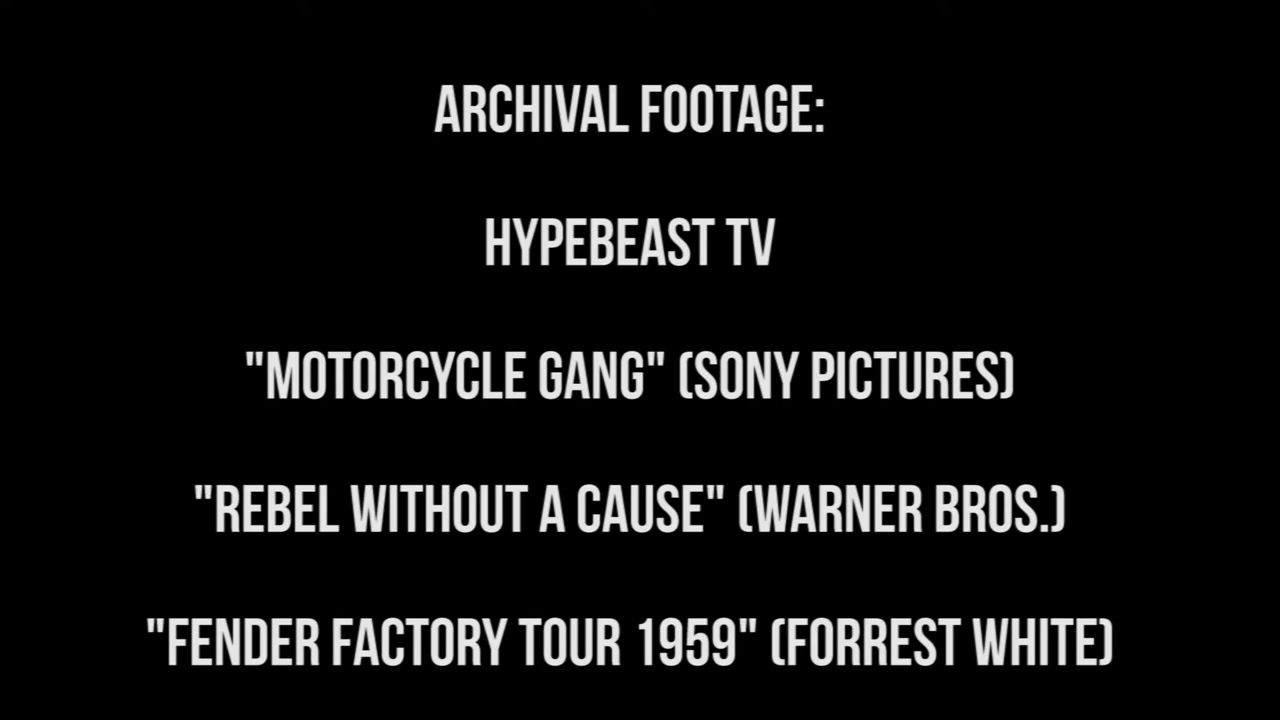 ARCHIVAL FOOTAGE:
HYPEBEAST TV
"MOTORCYCLE GANG" (SONY PICTURES)
"REBEL WITHOUT A CAUSE" (WARNER BROS.)
"FENDER FACTORY TOUR 1959" (FORREST WHITE)